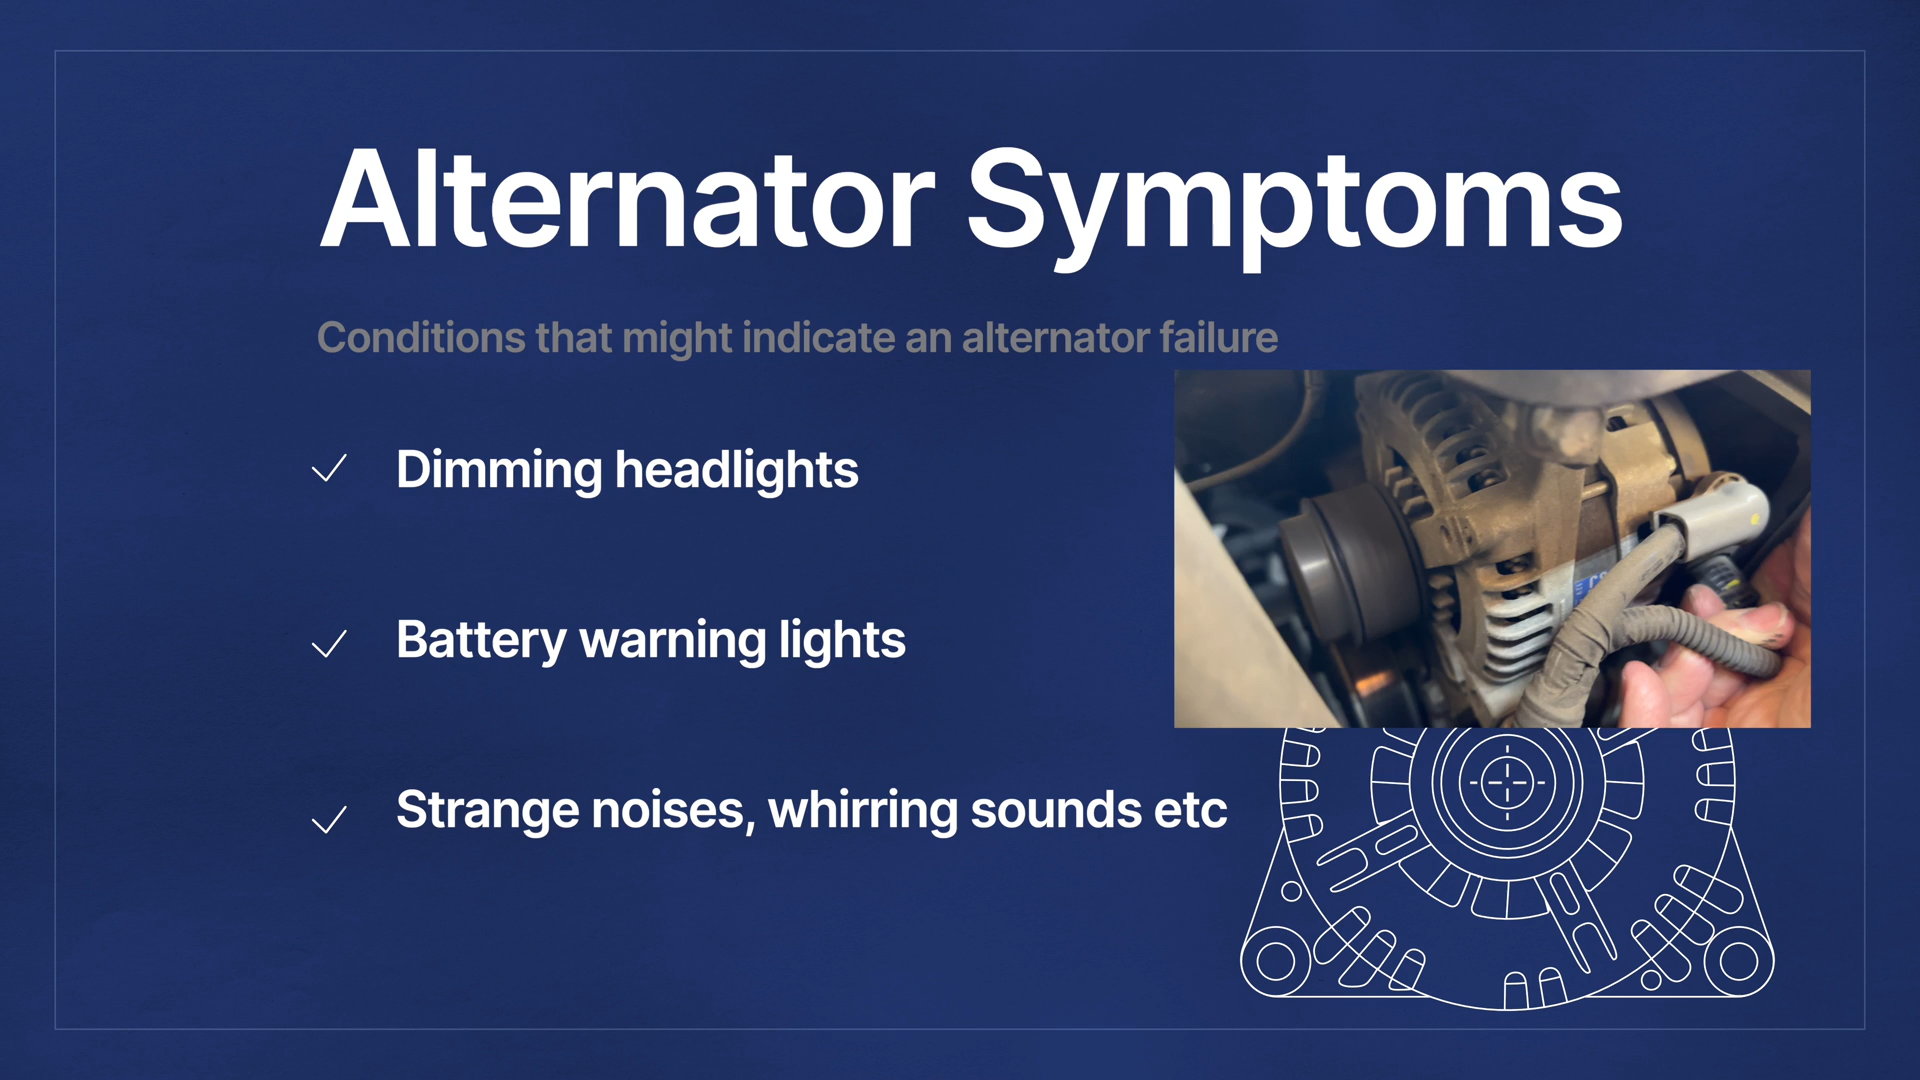 Alternator Symptoms
Conditions that might indicate an alternator failure
Dimming headlights
Battery warning lights
Strange noises, whirring sounds etc